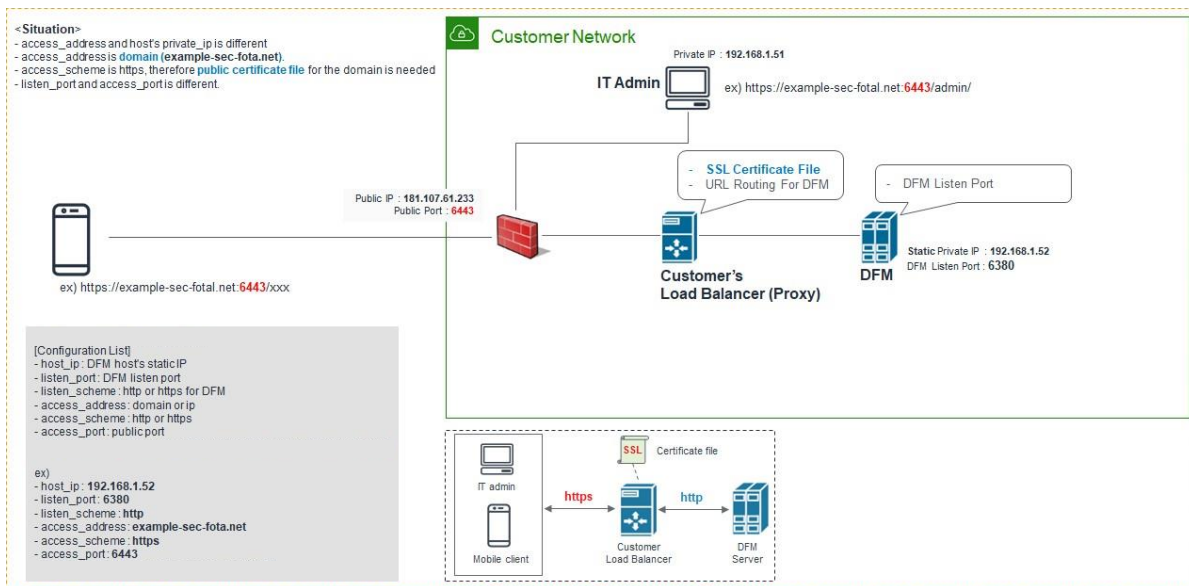 <Situation>
- access_address and host's private_ip is different
- access_address is domain (example-sec-fota.net).
- access_scheme is https, therefore public certificate file for the domain is needed
- listen_port and access_port is different.
Customer Network
Private IP : 192.168.1.51
IT Admin
ex) https://example-sec-fotal.net:6443/admin/
- SSL Certificate File
- URL Routing For DFM
- DFM Listen Port
Public IP : 181.107.61.233
Public Port : 6443
Static Private IP : 192.168.1.52
DFM Listen Port : 6380
Customer's
Load Balancer (Proxy)
DFM
ex) https://example-sec-fotal.net:6443/xxx
[Configuration List]
- host_ip : DFM host's static IP
- listen_port : DFM listen port
- listen_scheme : http or https for DFM
- access_address : domain or ip
- access_scheme : http or https
- access_port : public port
ex)
- host_ip : 192.168.1.52
- listen_port : 6380
- listen_scheme : http
- access_address : example-sec-fota.net
- access_scheme : https
- access_port : 6443
SSL
Certificate file
IT admin
https
http
Mobile client
Customer
Load Balancer
DFM
Server